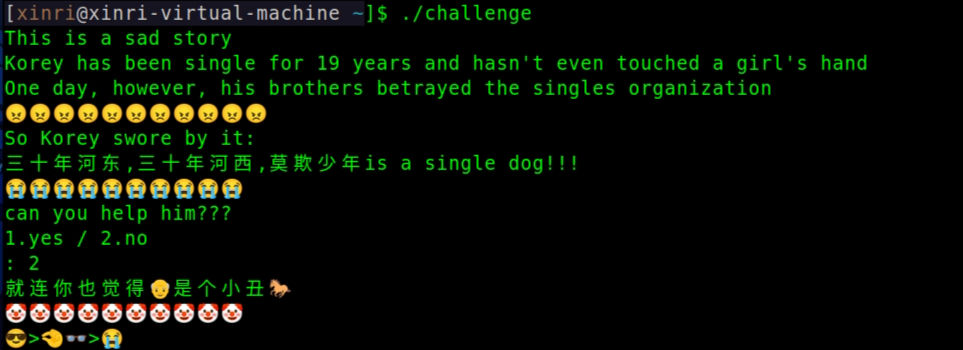 [xinri@xinri-virtual-machine ~]$ ./challenge
This is a sad story
Korey has been single for 19 years and hasn't even touched a girl's hand
One day, however, his brothers betrayed the singles organization
😠😠😠😠😠😠😠😠😠😠😠
So Korey swore by it:
三十年河东,三十年河西,莫欺少年is a single dog!!!
😭😭😭😭😭😭😭😭😭😭
can you help him???
1.yes / 2.no
: 2
就连你也觉得👴是个小丑🐎
🤡🤡🤡🤡🤡🤡🤡🤡🤡🤡
😎>🤏🕶️>😭